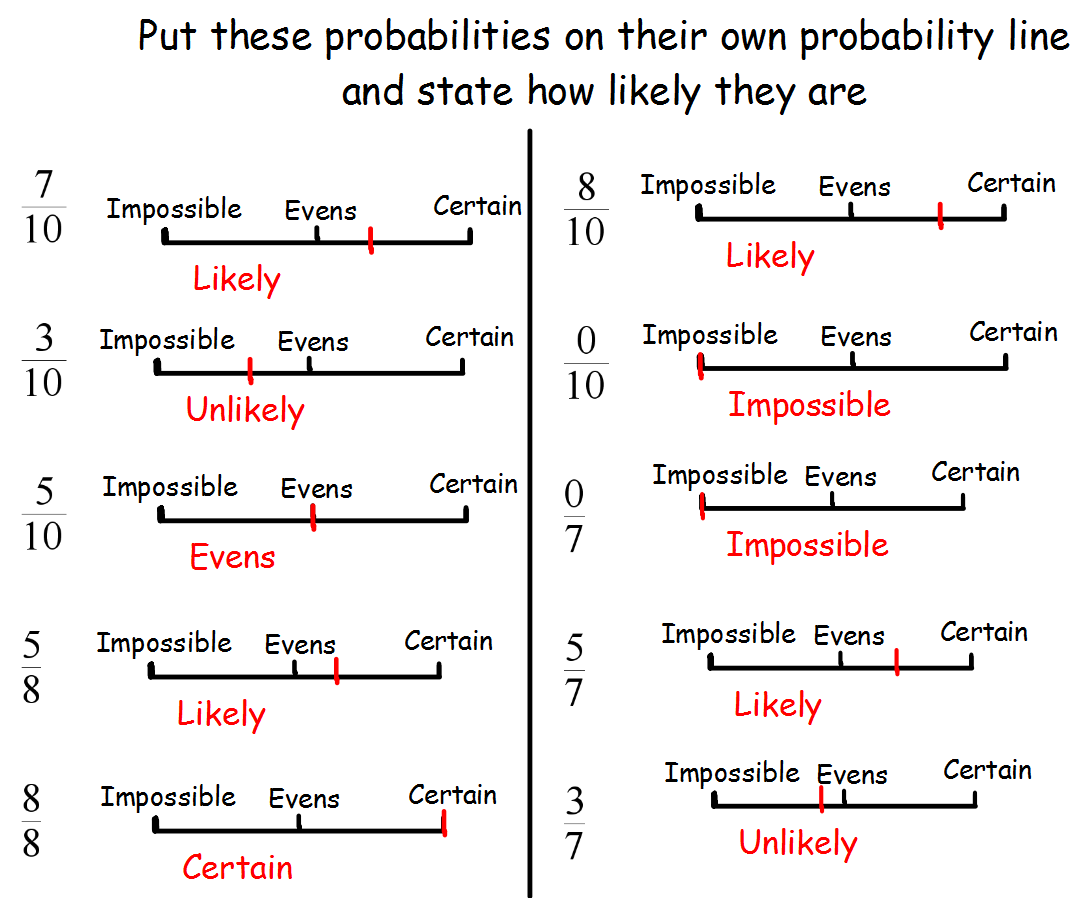 Put these probabilities on their own probability line
and state how likely they are
7/10
Impossible Evens Certain
Likely
3/10
Impossible Evens Certain
Unlikely
5/10
Impossible Evens Certain
Evens
5/8
Impossible Evens Certain
Likely
8/8
Impossible Evens Certain
Certain
8/10
Impossible Evens Certain
Likely
0/10
Impossible Evens Certain
Impossible
0/7
Impossible Evens Certain
Impossible
5/7
Impossible Evens Certain
Likely
3/7
Impossible Evens Certain
Unlikely